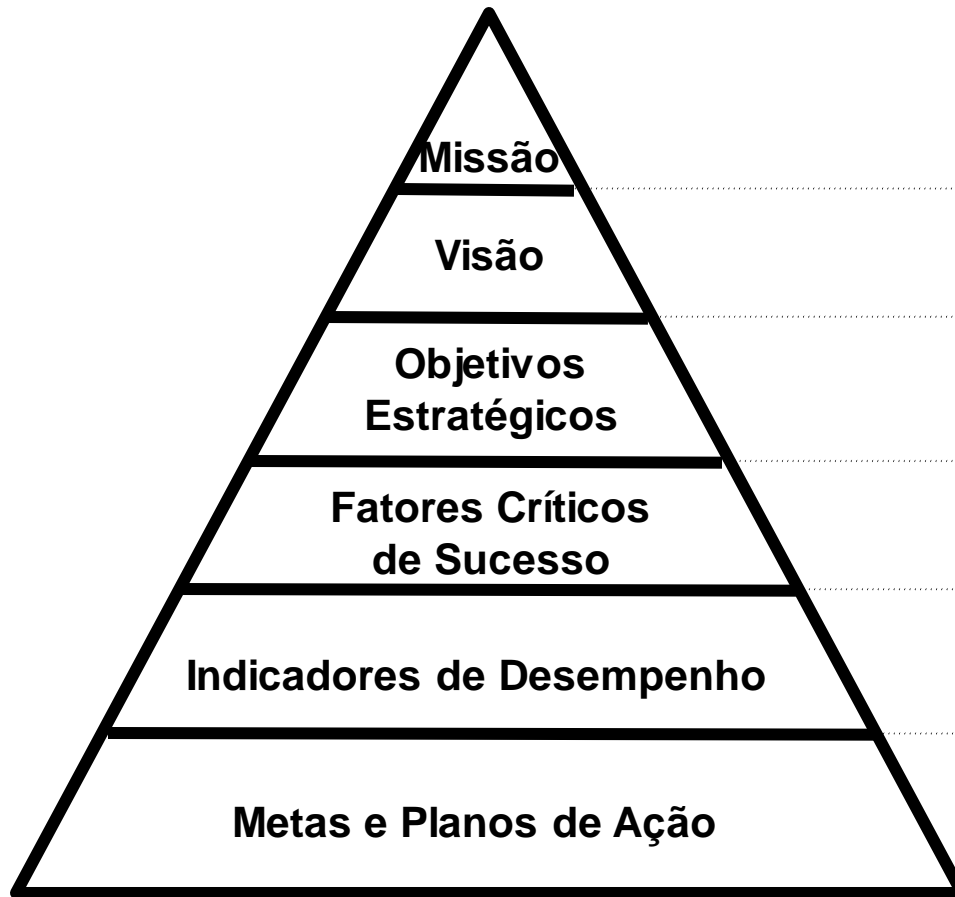 Missão
Visão
Objetivos
Estratégicos
Fatores Críticos
de Sucesso
Indicadores de Desempenho
Metas e Planos de Ação